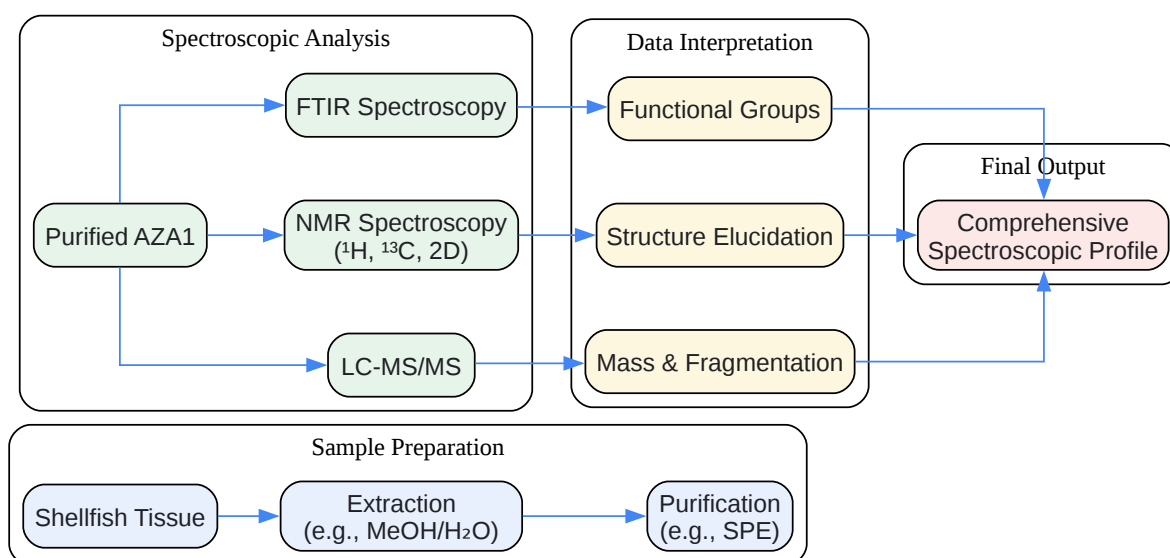 Spectroscopic Analysis
FTIR Spectroscopy
Purified AZA1
NMR Spectroscopy
(¹H, ¹³C, 2D)
LC-MS/MS
Data Interpretation
Functional Groups
Structure Elucidation
Mass & Fragmentation
Final Output
Comprehensive
Spectroscopic Profile
Sample Preparation
Shellfish Tissue
Extraction
(e.g., MeOH/H₂O)
Purification
(e.g., SPE)